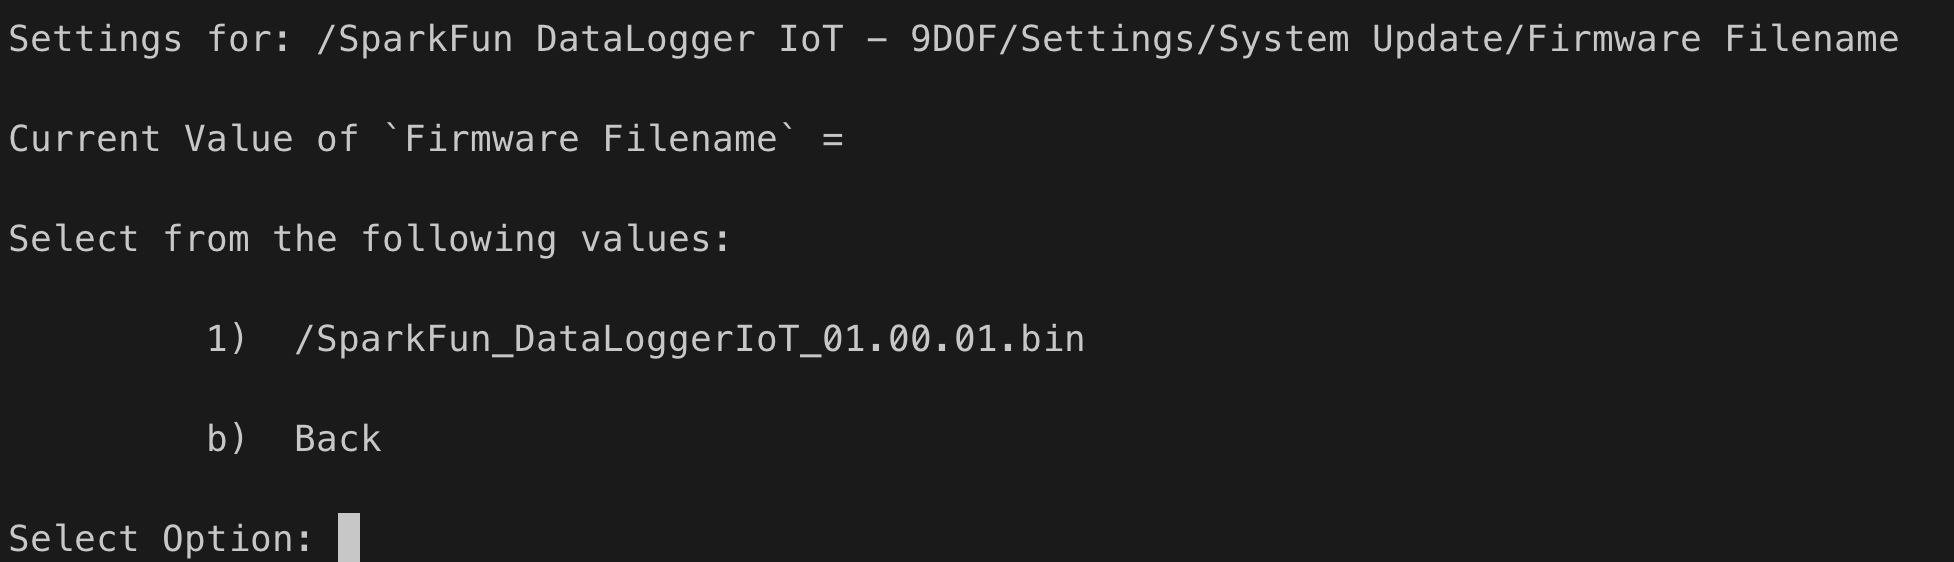 Settings for: /SparkFun DataLogger IoT – 9DOF/Settings/System Update/Firmware Filename
Current Value of `Firmware Filename` =
Select from the following values:
1) /SparkFun_DataLoggerIoT_01.00.01.bin
b) Back
Select Option: